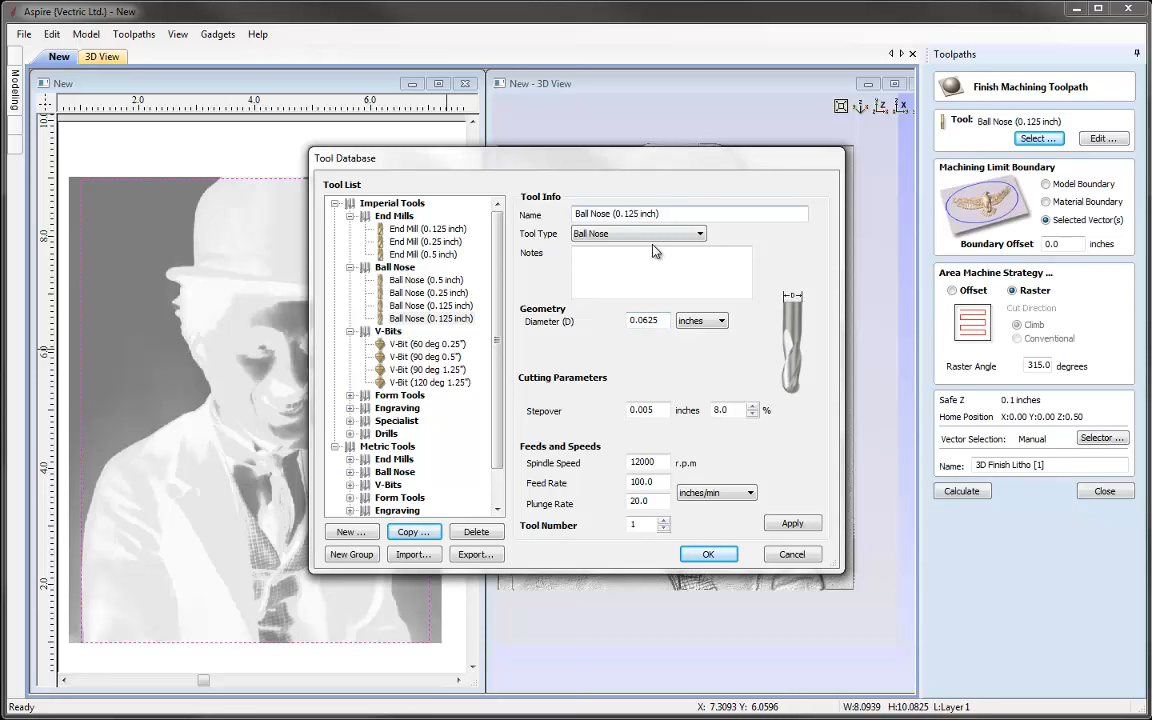 Aspire {Vectric Ltd.} - New
File Edit Model Toolpaths View Gadgets Help
New 3D View
Modeling
New
2.0 4.0 6.0
10.0
8.0
6.0
4.0
2.0
New - 3D View
Tool Database
Tool List
Imperial Tools
End Mills
End Mill (0.125 inch)
End Mill (0.25 inch)
End Mill (0.5 inch)
Ball Nose
Ball Nose (0.5 inch)
Ball Nose (0.25 inch)
Ball Nose (0.125 inch)
Ball Nose (0.125 inch)
V-Bits
V-Bit (60 deg 0.25")
V-Bit (90 deg 0.5")
V-Bit (90 deg 1.25")
V-Bit (120 deg 1.25")
Form Tools
Engraving
Specialist
Drills
Metric Tools
End Mills
Ball Nose
V-Bits
Form Tools
Engraving
New ... Copy ... Delete
New Group Import... Export...
Tool Info
Name Ball Nose (0.125 inch)
Tool Type Ball Nose
Notes
Geometry
Diameter (D) 0.0625 inches
D
Cutting Parameters
Stepover 0.005 inches 8.0 %
Feeds and Speeds
Spindle Speed 12000 r.p.m
Feed Rate 100.0
inches/min
Plunge Rate 20.0
Tool Number 1 Apply
OK Cancel
Toolpaths
Finish Machining Toolpath
Tool: Ball Nose (0.125 inch)
Select ... Edit ...
Machining Limit Boundary
Model Boundary
Material Boundary
Selected Vector(s)
Boundary Offset 0.0 inches
Area Machine Strategy ...
Offset Raster
Cut Direction
Climb
Conventional
Raster Angle 315.0 degrees
Safe Z 0.1 inches
Home Position X:0.00 Y:0.00 Z:0.50
Vector Selection: Manual Selector ...
Name: 3D Finish Litho [1]
Calculate Close
Ready X: 7.3093 Y: 6.0596 W:8.0939 H:10.0825 L:Layer1